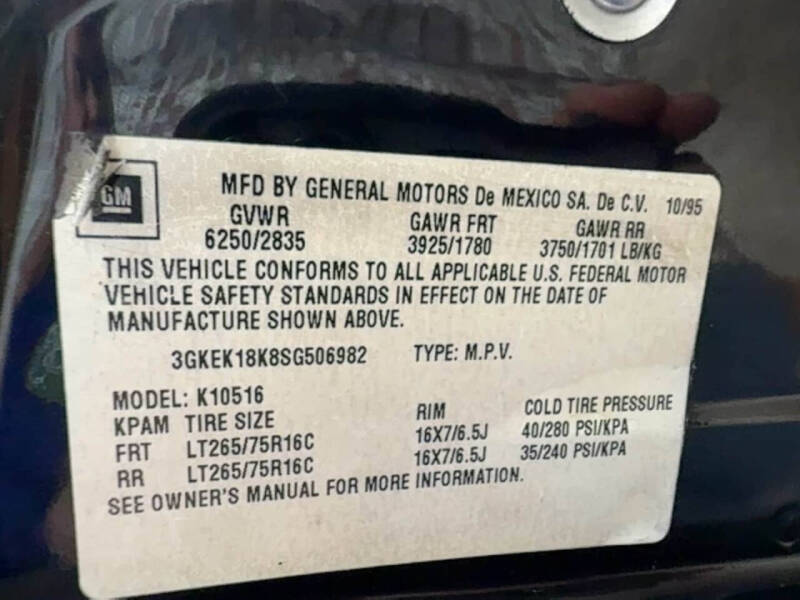 GM
MFD BY GENERAL MOTORS De MEXICO SA. De C.V. 10/95
GVWR GAWR FRT GAWR RR
6250/2835 3925/1780 3750/1701 LB/KG
THIS VEHICLE CONFORMS TO ALL APPLICABLE U.S. FEDERAL MOTOR
VEHICLE SAFETY STANDARDS IN EFFECT ON THE DATE OF
MANUFACTURE SHOWN ABOVE.
3GKEK18K8SG506982 TYPE: M.P.V.
MODEL: K10516
KPAM TIRE SIZE RIM COLD TIRE PRESSURE
FRT LT265/75R16C 16X7/6.5J 40/280 PSI/KPA
RR LT265/75R16C 16X7/6.5J 35/240 PSI/KPA
SEE OWNER'S MANUAL FOR MORE INFORMATION.